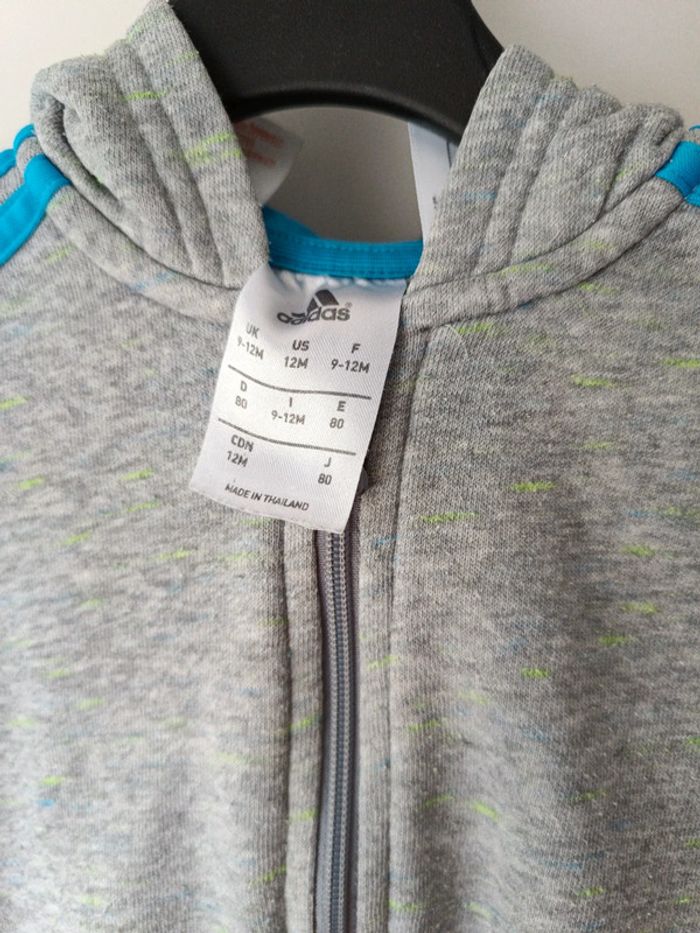 adidas
UK US F
9-12M 12M 9-12M
D I E
80 9-12M 80
CDN J
12M 80
MADE IN THAILAND